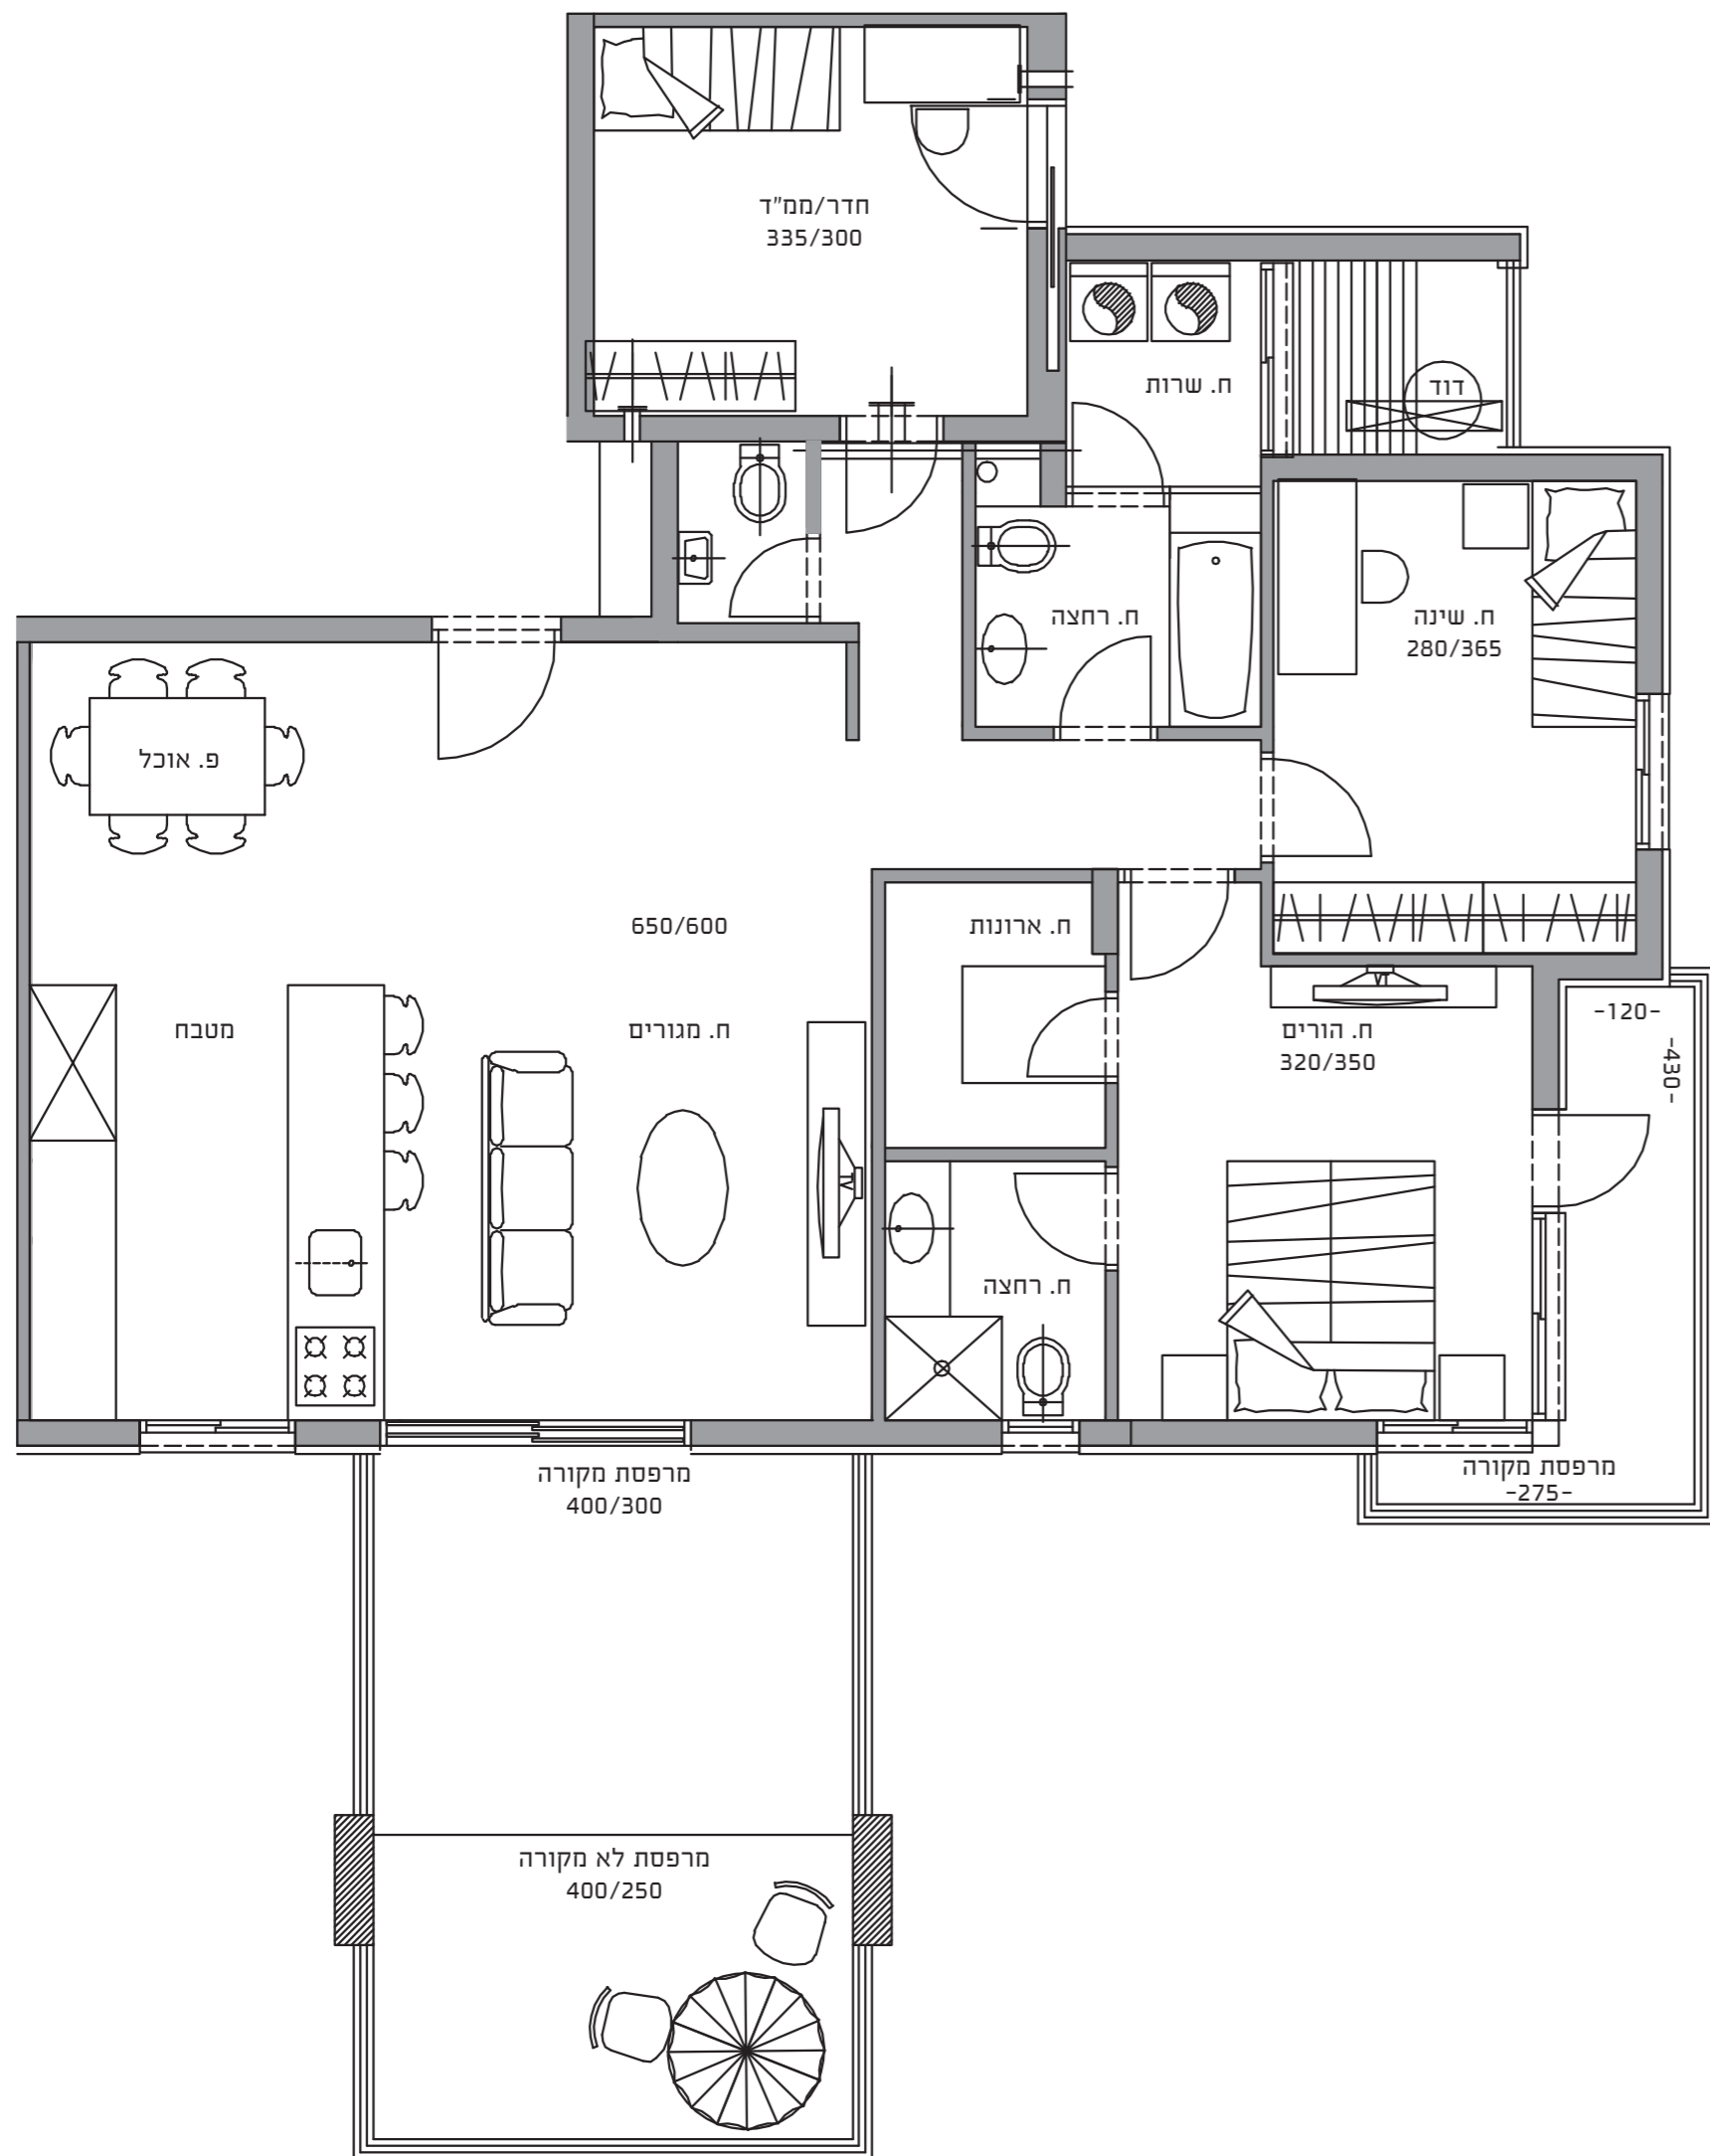 חדר/ממ"ד
335/300
ח. שרות
דוד
ח. רחצה
ח. שינה
280/365
פ. אוכל
650/600
ח. ארונות
מטבח
ח. מגורים
ח. הורים
320/350
-120-
-430-
ח. רחצה
מרפסת מקורה
400/300
מרפסת מקורה
-275-
מרפסת לא מקורה
400/250